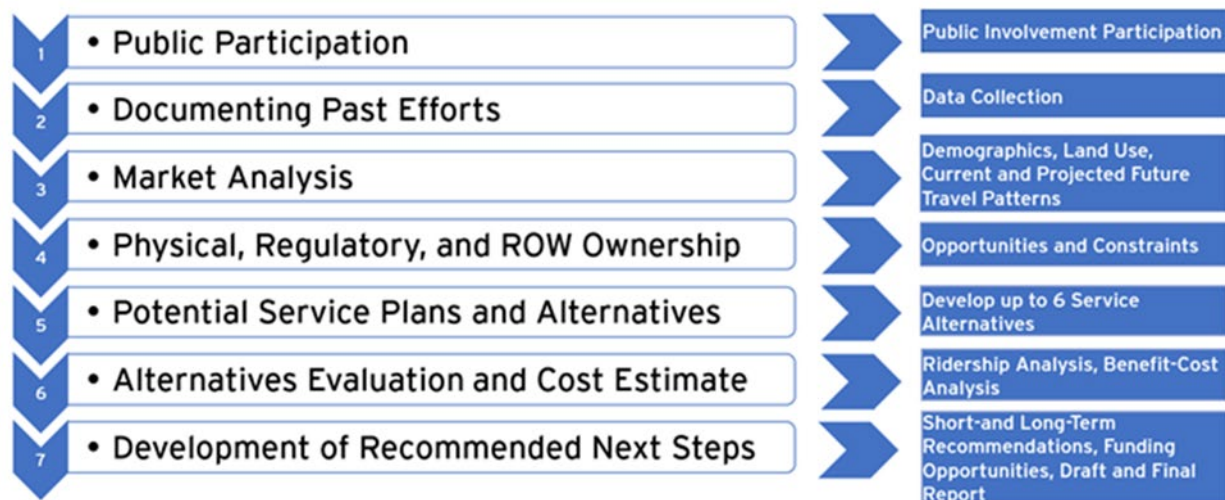 1
• Public Participation
Public Involvement Participation
2
• Documenting Past Efforts
Data Collection
3
• Market Analysis
Demographics, Land Use,
Current and Projected Future
Travel Patterns
4
• Physical, Regulatory, and ROW Ownership
Opportunities and Constraints
5
• Potential Service Plans and Alternatives
Develop up to 6 Service
Alternatives
6
• Alternatives Evaluation and Cost Estimate
Ridership Analysis, Benefit-Cost
Analysis
7
• Development of Recommended Next Steps
Short-and Long-Term
Recommendations, Funding
Opportunities, Draft and Final
Report